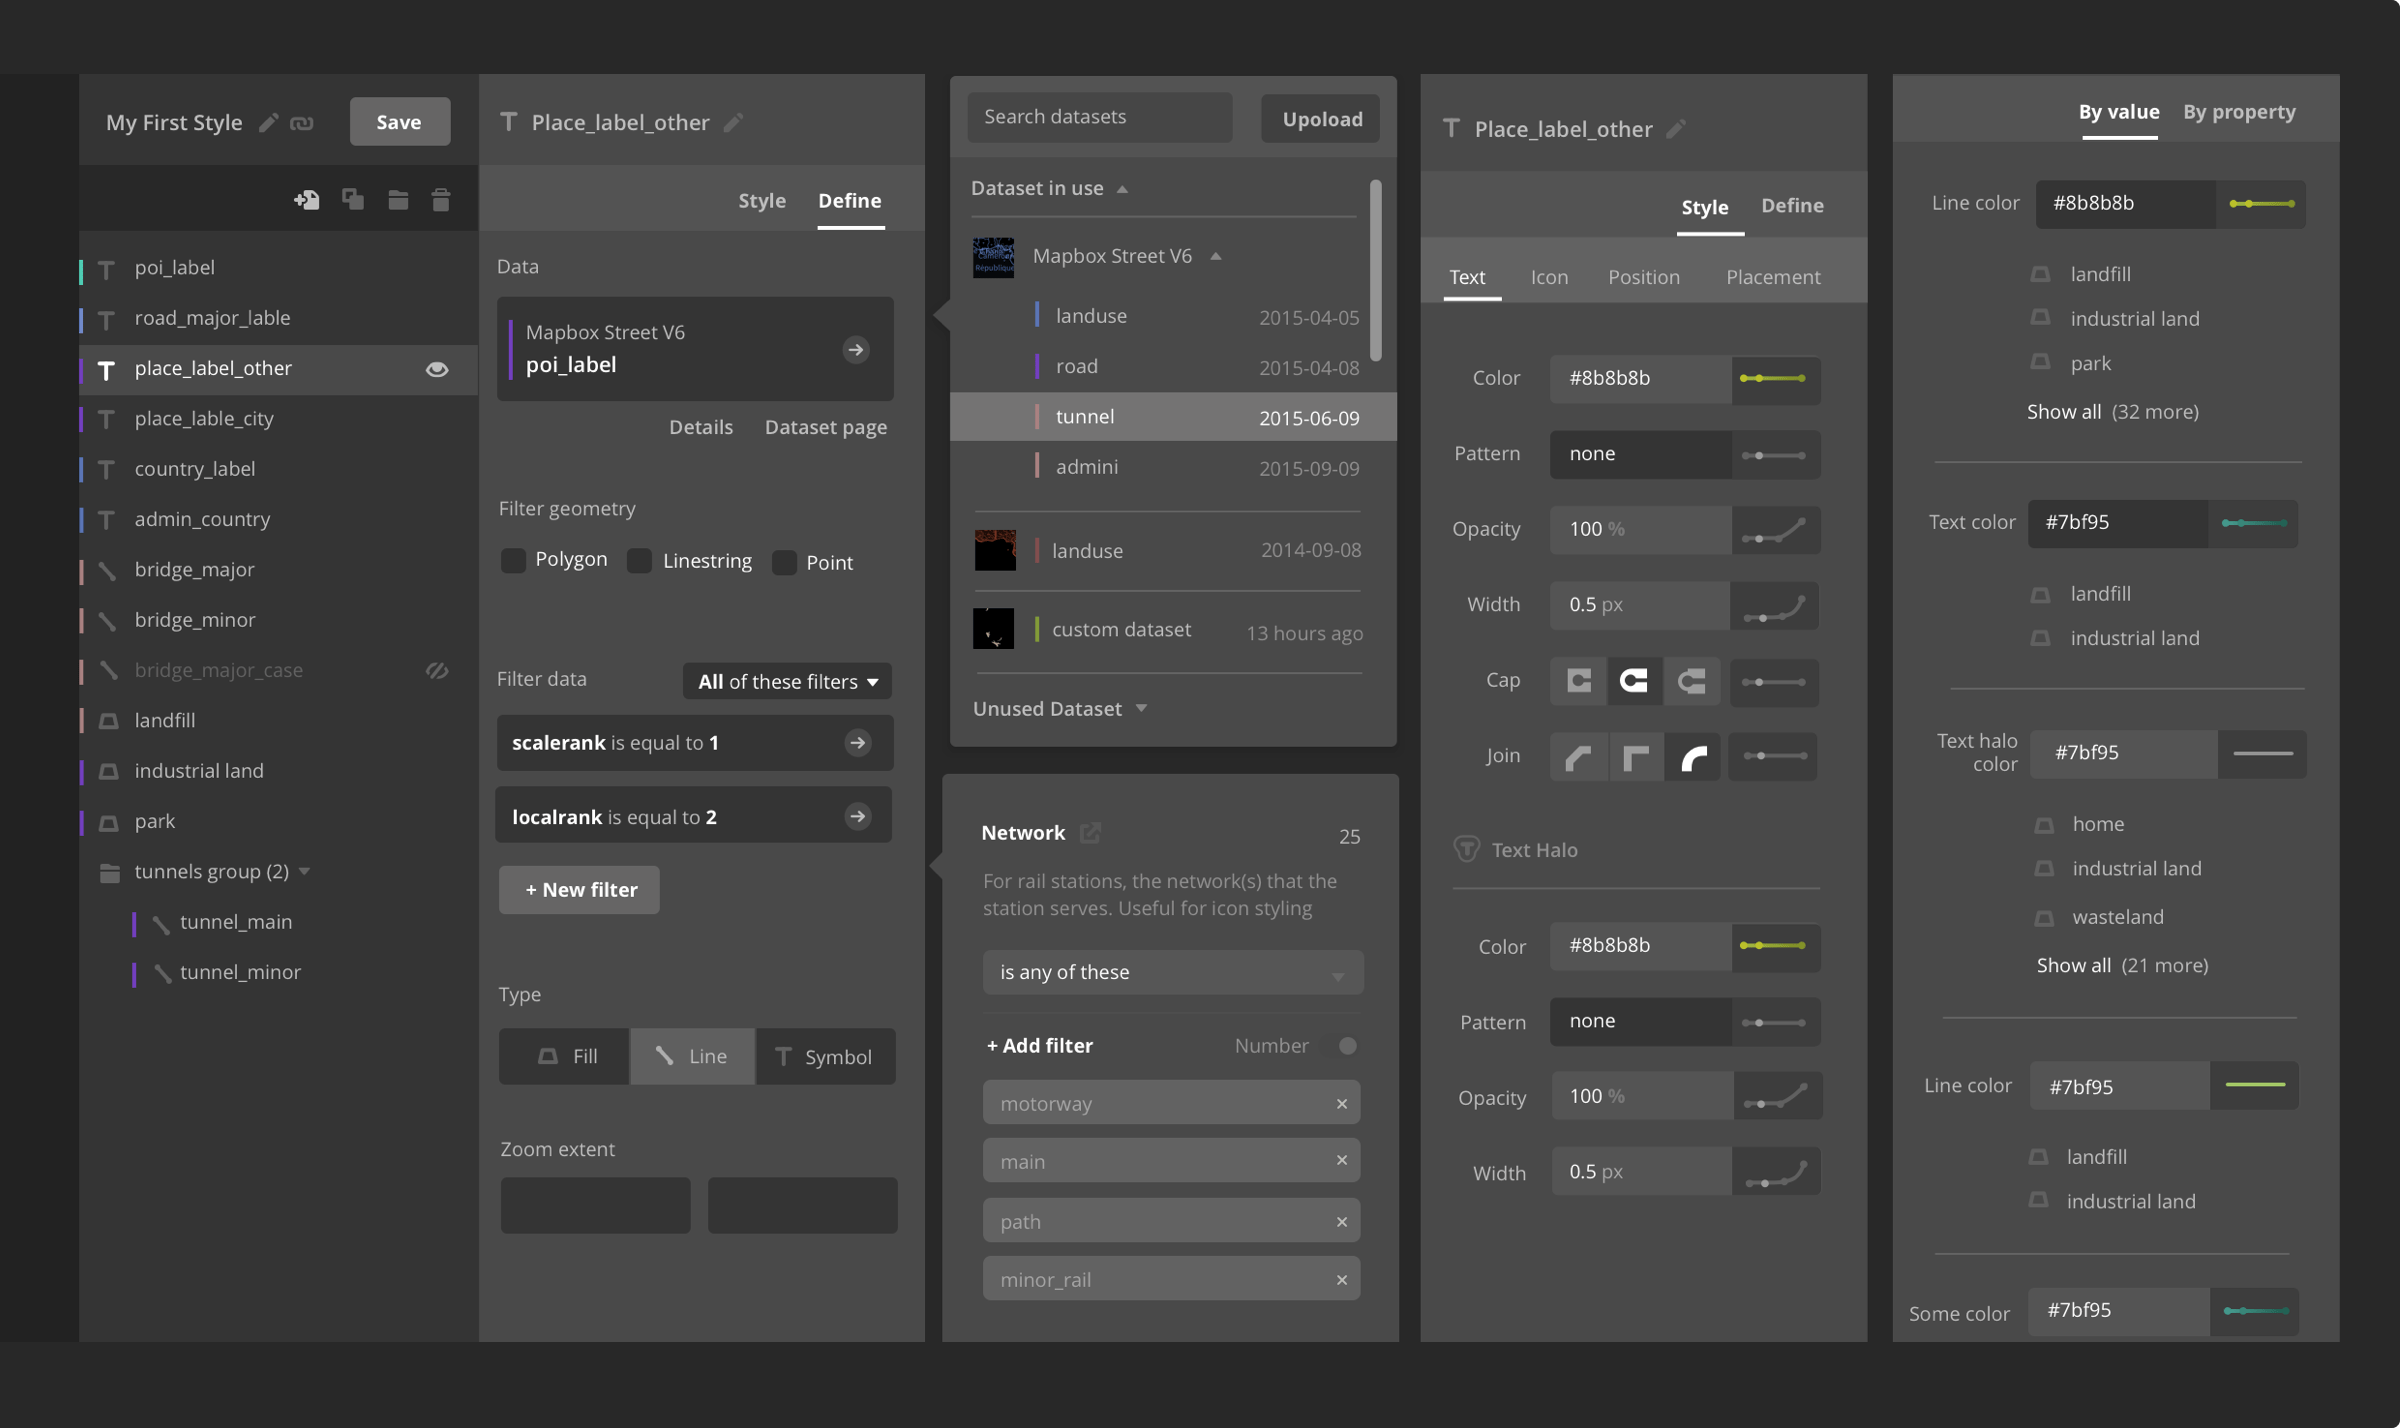 My First Style
Save
poi_label
road_major_lable
place_label_other
place_lable_city
country_label
admin_country
bridge_major
bridge_minor
bridge_major_case
landfill
industrial land
park
tunnels group (2)
tunnel_main
tunnel_minor
Place_label_other
Style Define
Data
Mapbox Street V6
poi_label
Details Dataset page
Filter geometry
Polygon Linestring Point
Filter data All of these filters
scalerank is equal to 1
localrank is equal to 2
+ New filter
Type
Fill Line Symbol
Zoom extent
Search datasets Upoload
Dataset in use
Mapbox Street V6
landuse 2015-04-05
road 2015-04-08
tunnel 2015-06-09
admini 2015-09-09
landuse 2014-09-08
custom dataset 13 hours ago
Unused Dataset
Network 25
For rail stations, the network(s) that the
station serves. Useful for icon styling
is any of these
+ Add filter Number
motorway ×
main ×
path ×
minor_rail ×
Place_label_other
Style Define
Text Icon Position Placement
Color #8b8b8b
Pattern none
Opacity 100 %
Width 0.5 px
Cap
Join
Text Halo
Color #8b8b8b
Pattern none
Opacity 100 %
Width 0.5 px
By value By property
Line color #8b8b8b
landfill
industrial land
park
Show all (32 more)
Text color #7bf95
landfill
industrial land
Text halo
color #7bf95
home
industrial land
wasteland
Show all (21 more)
Line color #7bf95
landfill
industrial land
Some color #7bf95